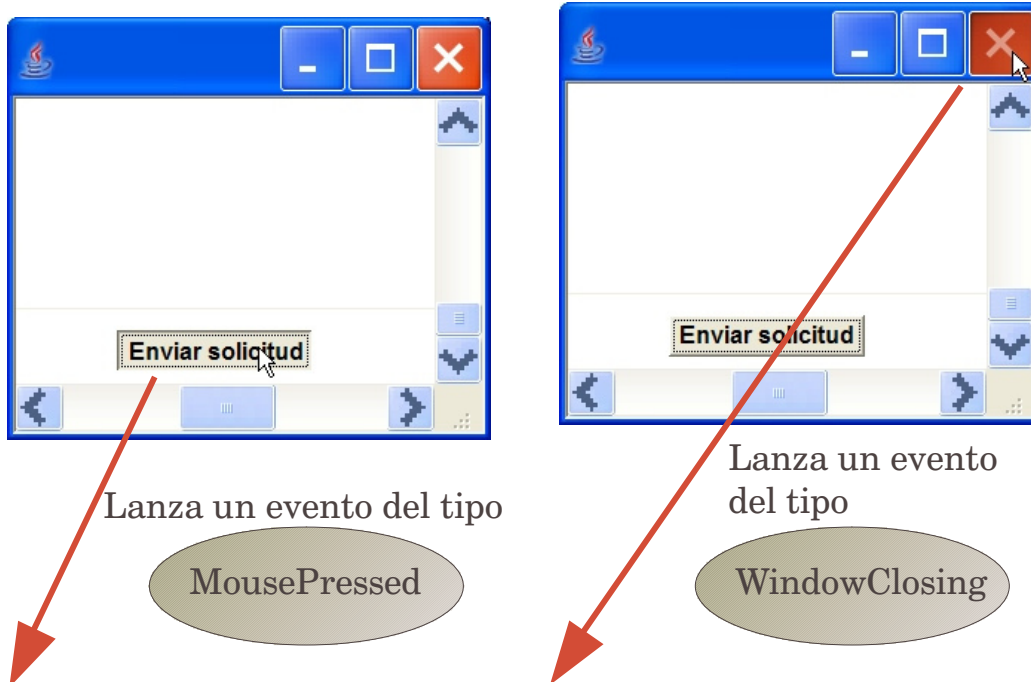 Enviar solicitud
Lanza un evento del tipo
MousePressed
Enviar solicitud
Lanza un evento
del tipo
WindowClosing